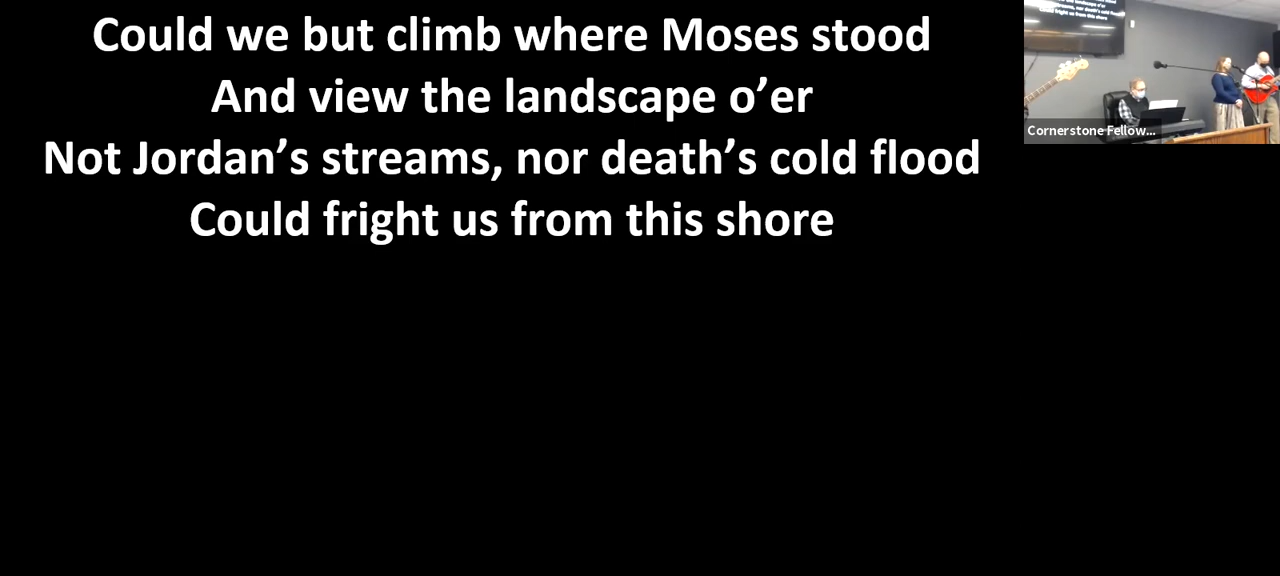 Could we but climb where Moses stood
And view the landscape o’er
Not Jordan’s streams, nor death’s cold flood
Could fright us from this shore
Cornerstone Fellow...